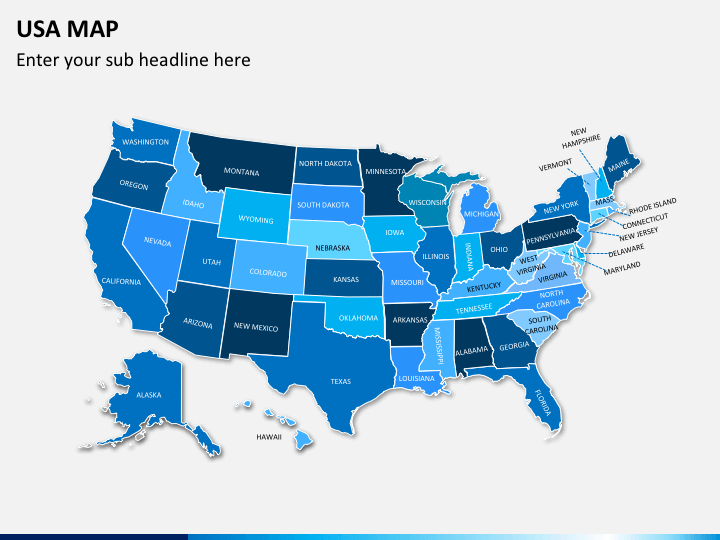 USA MAP
Enter your sub headline here
NEW
HAMPSHIRE
VERMONT
MAINE
WASHINGTON
MONTANA
NORTH DAKOTA
MINNESOTA
OREGON
IDAHO
WYOMING
SOUTH DAKOTA
WISCONSIN
MICHIGAN
NEW YORK
MASS
RHODE ISLAND
CONNECTICUT
NEW JERSEY
DELAWARE
MARYLAND
PENNSYLVANIA
NEVADA
UTAH
COLORADO
NEBRASKA
IOWA
ILLINOIS
INDIANA
OHIO
WEST
VIRGINIA
VIRGINIA
CALIFORNIA
KANSAS
MISSOURI
KENTUCKY
NORTH
CAROLINA
TENNESSEE
ARIZONA
NEW MEXICO
OKLAHOMA
ARKANSAS
SOUTH
CAROLINA
MISSISSIPPI
ALABAMA
GEORGIA
TEXAS
LOUISIANA
FLORIDA
ALASKA
HAWAII